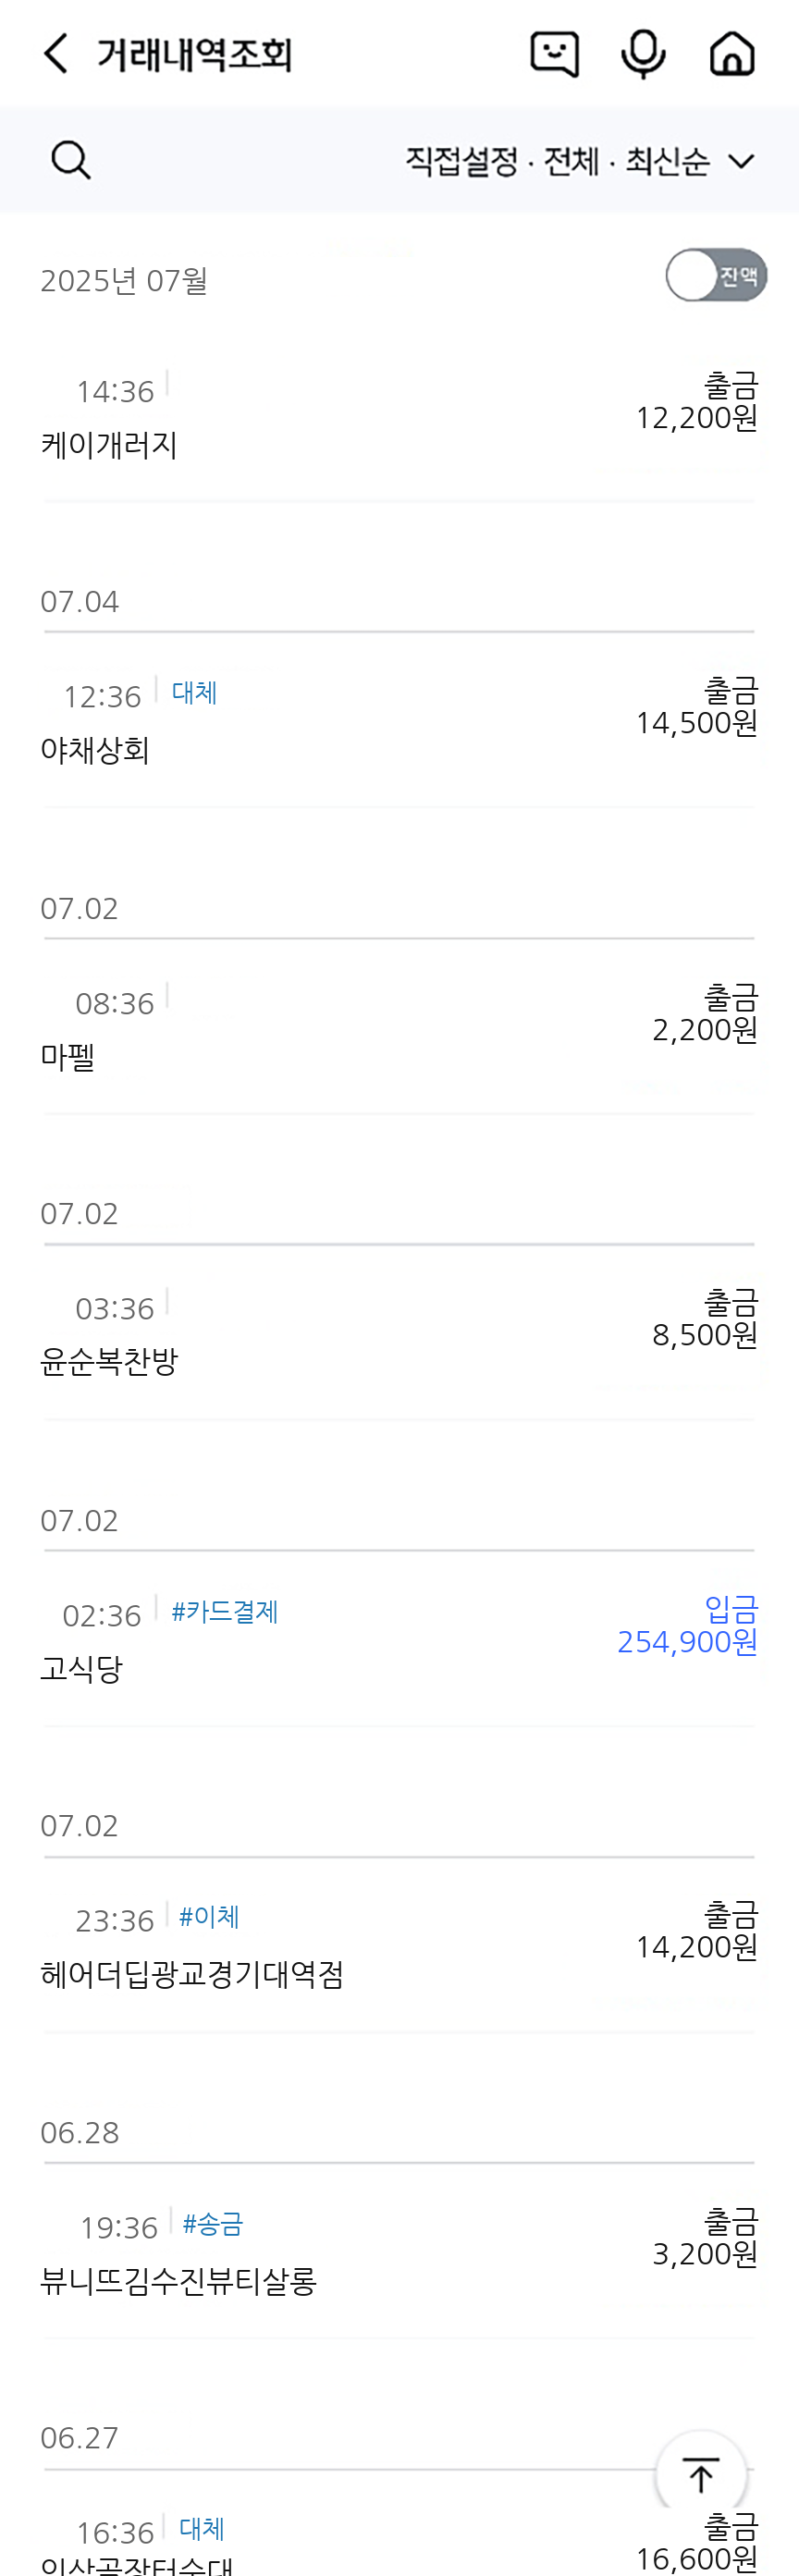 거래내역조회
직접설정 · 전체 · 최신순
2025년 07월
잔액
14:36
출금
12,200원
케이개러지
07.04
12:36 대체
출금
14,500원
야채상회
07.02
08:36
출금
2,200원
마펠
07.02
03:36
출금
8,500원
윤순복찬방
07.02
02:36 #카드결제
입금
254,900원
고식당
07.02
23:36 #이체
출금
14,200원
헤어더딥광교경기대역점
06.28
19:36 #송금
출금
3,200원
뷰니뜨김수진뷰티살롱
06.27
16:36 대체
출금
16,600원